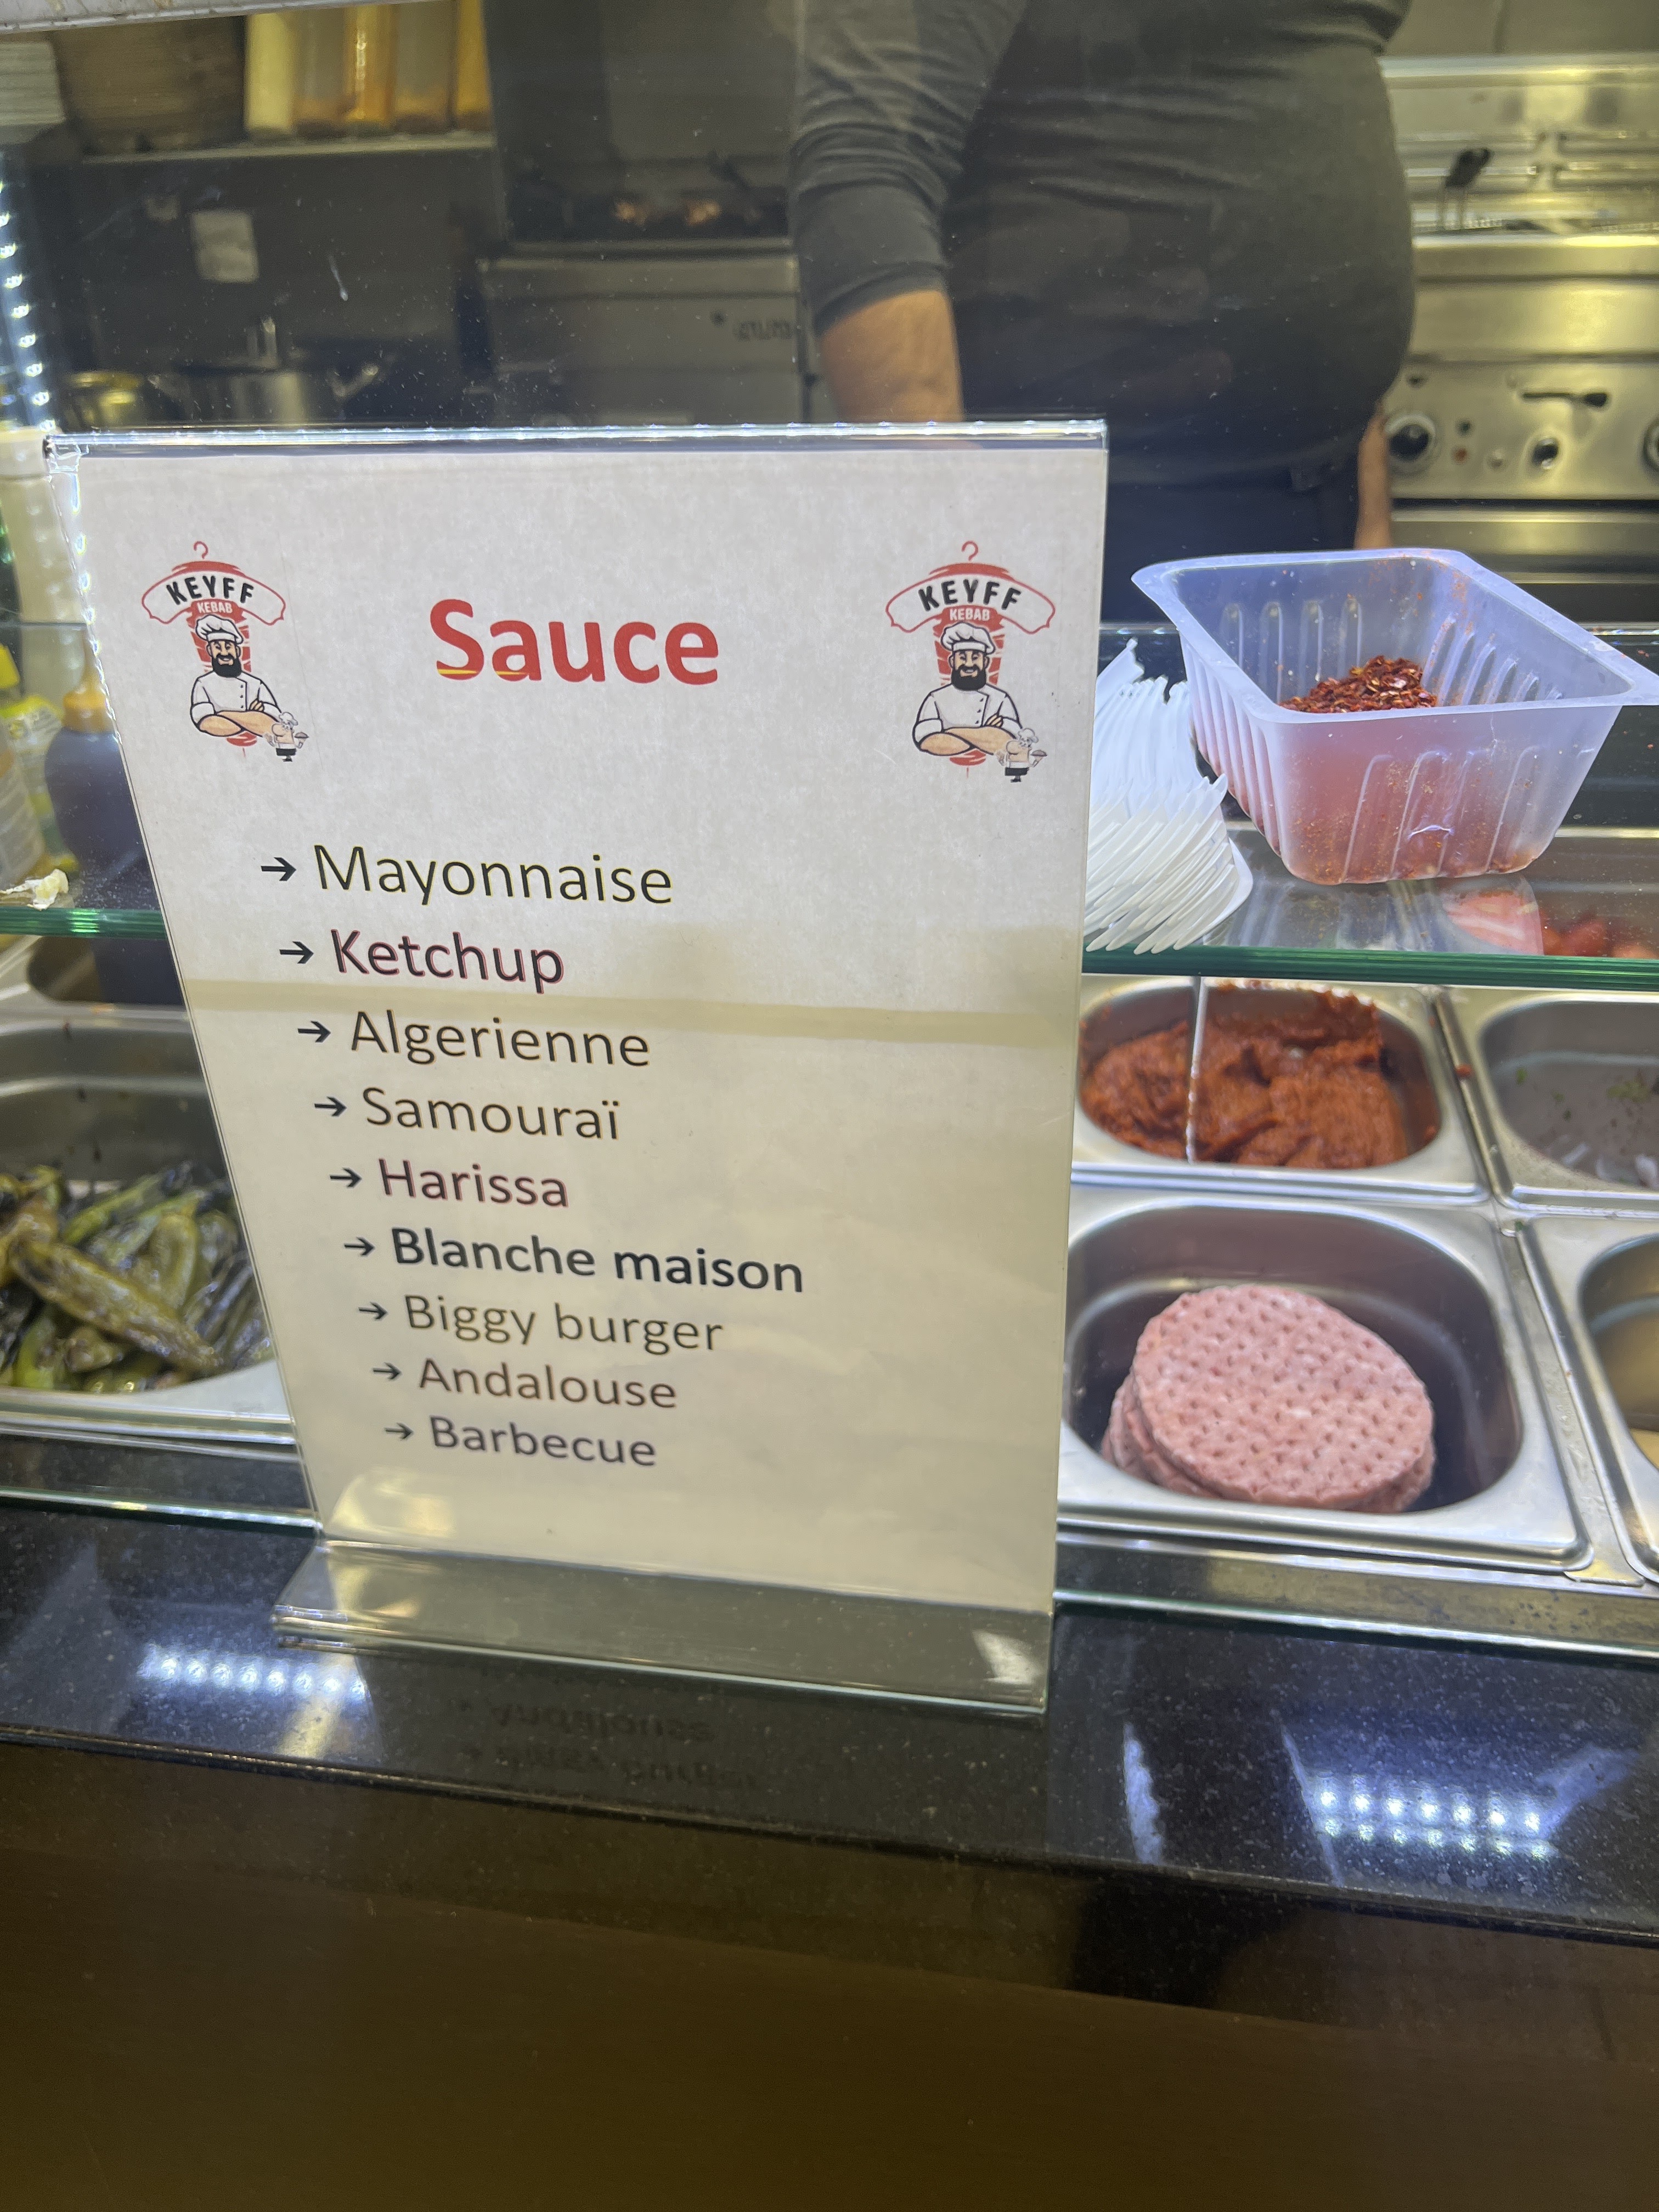 KEYFF
KEBAB
Sauce
KEYFF
KEBAB
→ Mayonnaise
→ Ketchup
→ Algerienne
→ Samouraï
→ Harissa
→ Blanche maison
→ Biggy burger
→ Andalouse
→ Barbecue